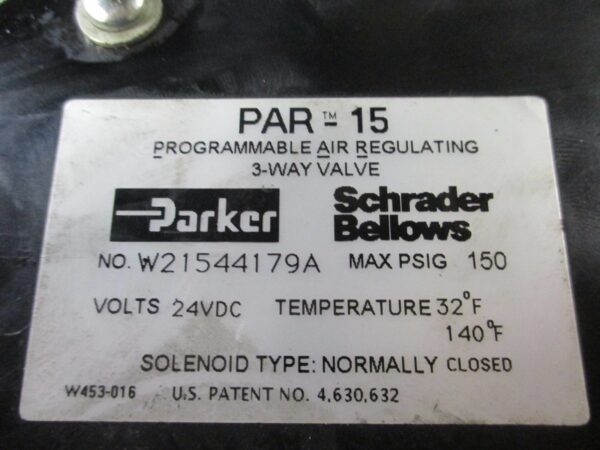 PAR™-15
PROGRAMMABLE AIR REGULATING
3-WAY VALVE
Parker Schrader
Bellows
NO. W21544179A MAX PSIG 150
VOLTS 24VDC TEMPERATURE 32°F
140°F
SOLENOID TYPE: NORMALLY CLOSED
W453-016 U.S. PATENT NO. 4,630,632